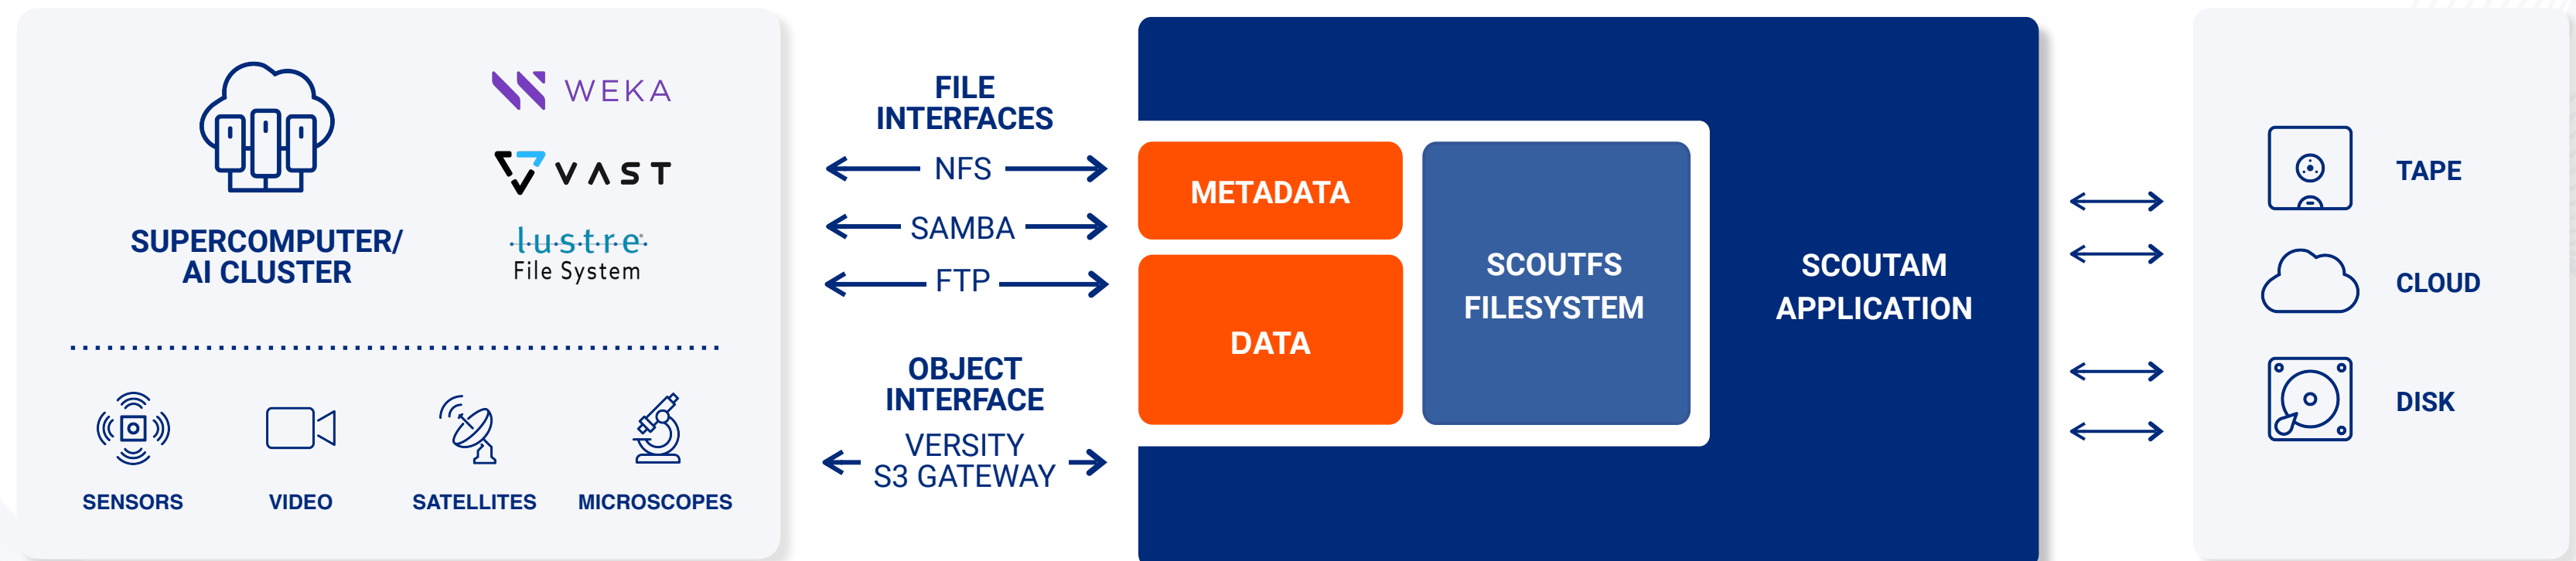 WEKA
VAST
SUPERCOMPUTER/
AI CLUSTER
l·u·s·t·r·e
File System
SENSORS
VIDEO
SATELLITES
MICROSCOPES
FILE
INTERFACES
NFS
SAMBA
FTP
OBJECT
INTERFACE
VERSITY
S3 GATEWAY
METADATA
DATA
SCOUTFS
FILESYSTEM
SCOUTAM
APPLICATION
TAPE
CLOUD
DISK